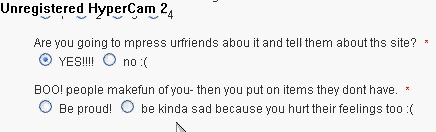 Unregistered HyperCam 2
4
Are you going to mpress urfriends abou it and tell them about ths site? *
YES!!!! no :(
BOO! people makefun of you- then you put on items they dont have. *
Be proud! be kinda sad because you hurt their feelings too :(